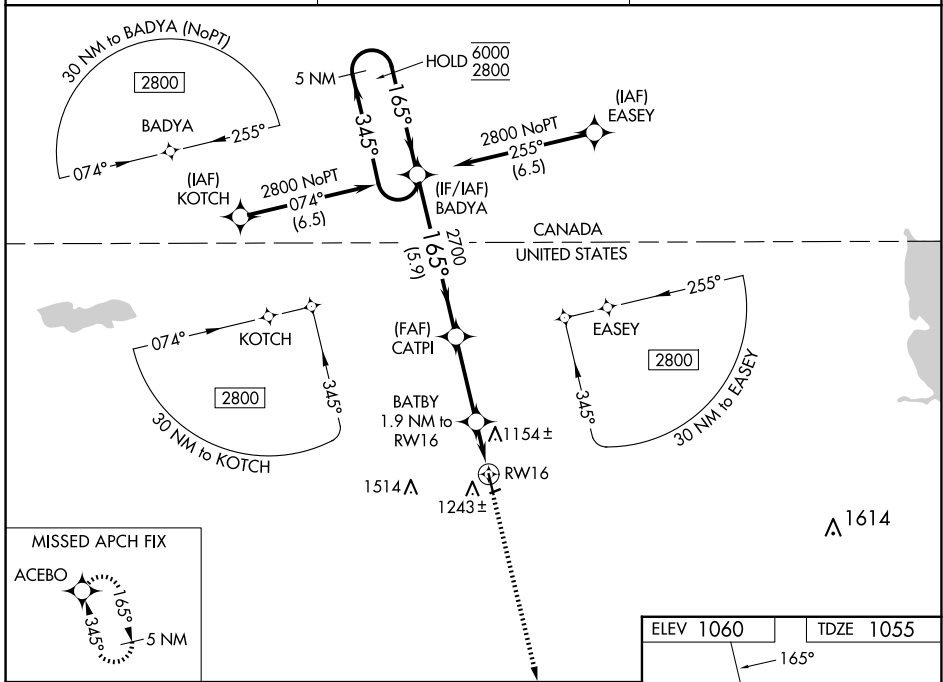 30 NM to BADYA (NoPT)
2800
BADYA
074°
255°
5 NM
HOLD 6000
2800
345°
165°
(IAF)
EASEY
2800 NoPT
255°
(6.5)
(IAF)
KOTCH
2800 NoPT
074°
(6.5)
(IF/IAF)
BADYA
2700
165°
(5.9)
CANADA
UNITED STATES
074°
KOTCH
345°
2800
30 NM to KOTCH
(FAF)
CATPI
255°
EASEY
345°
2800
30 NM to EASEY
BATBY
1.9 NM to
RW16
1154±
RW16
1514
1243±
1614
MISSED APCH FIX
ACEBO
165°
345°
5 NM
ELEV 1060
TDZE 1055
165°